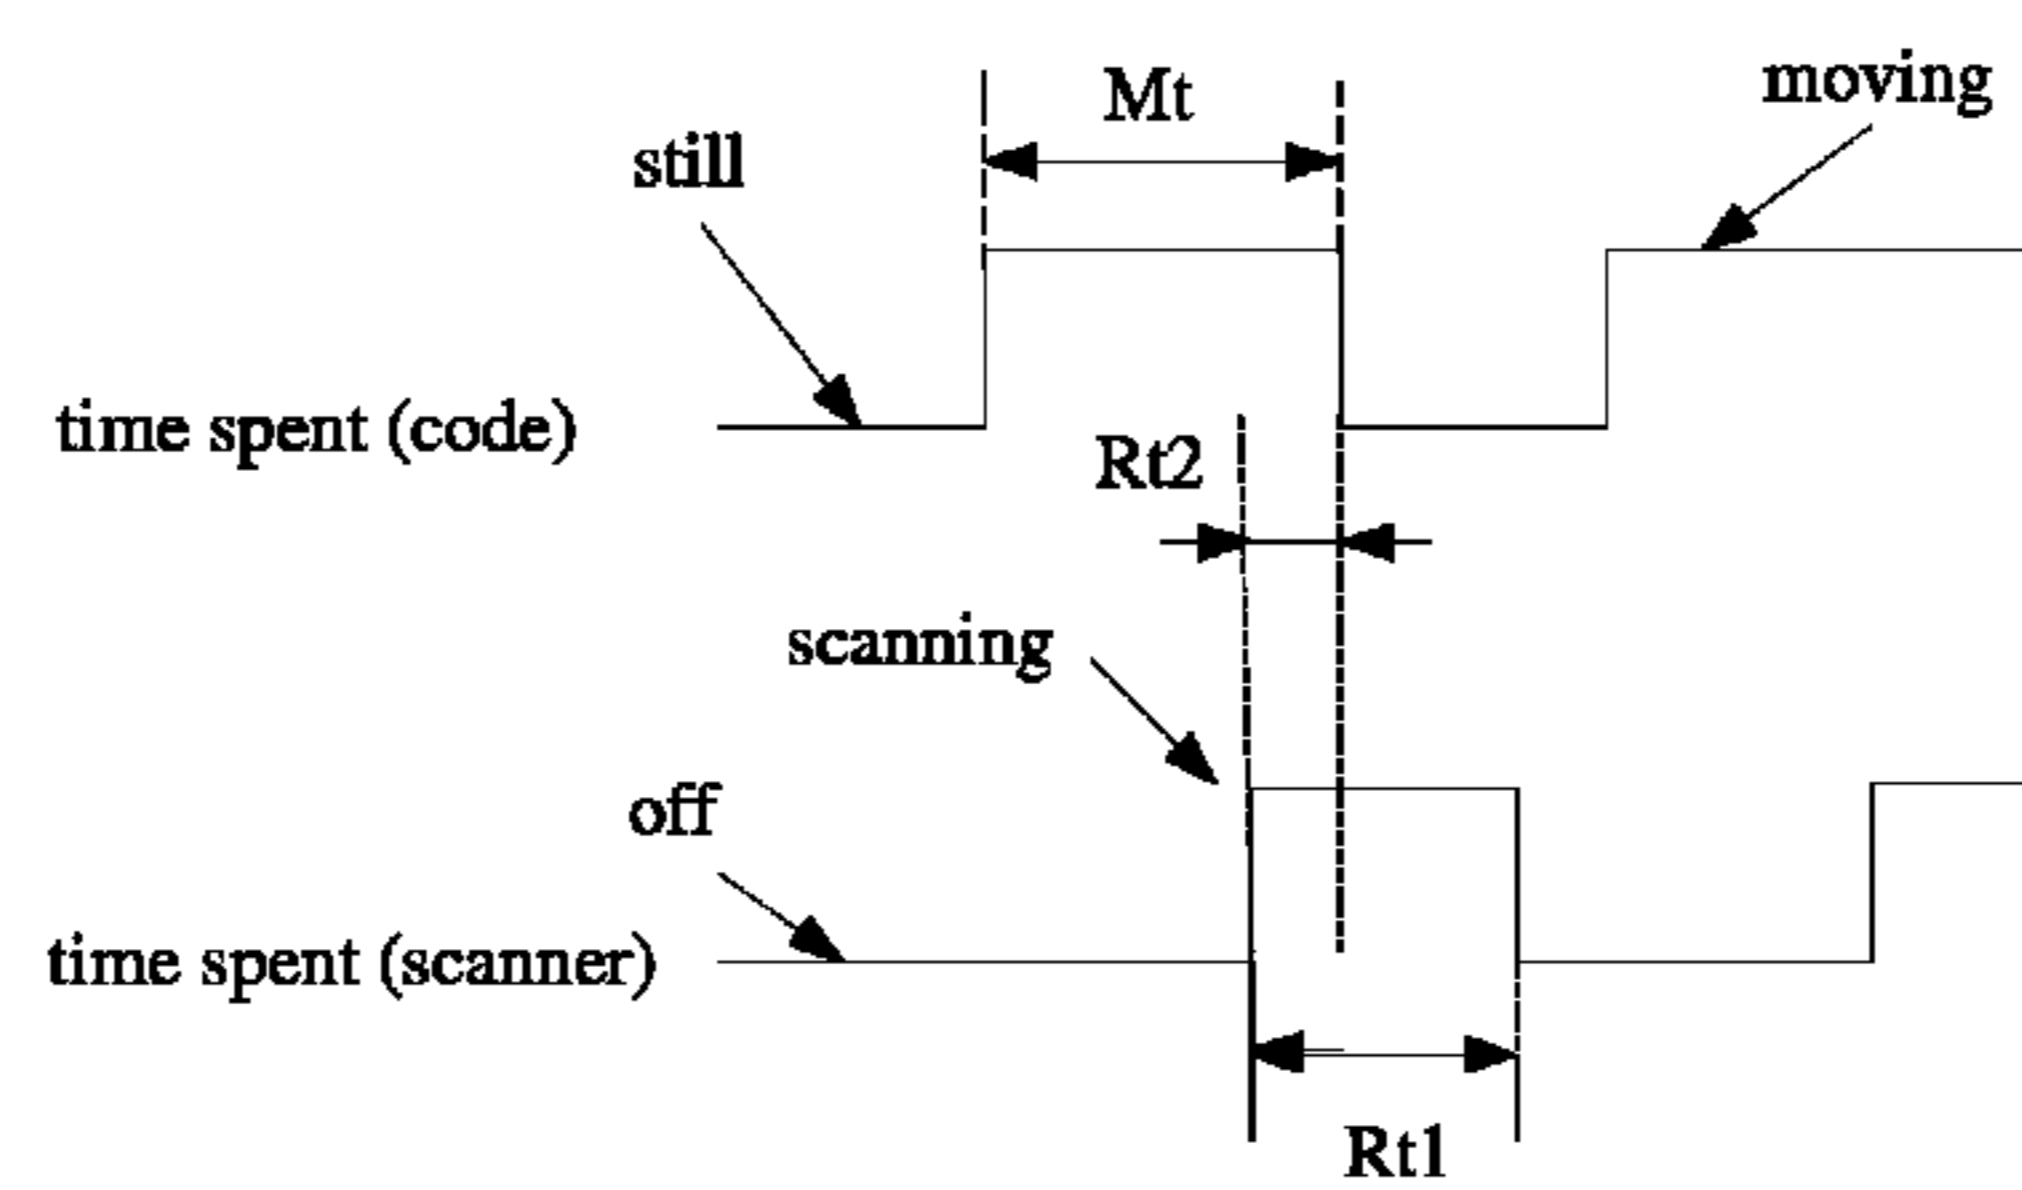 Mt
moving
still
time spent (code)
Rt2
scanning
off
time spent (scanner)
Rt1